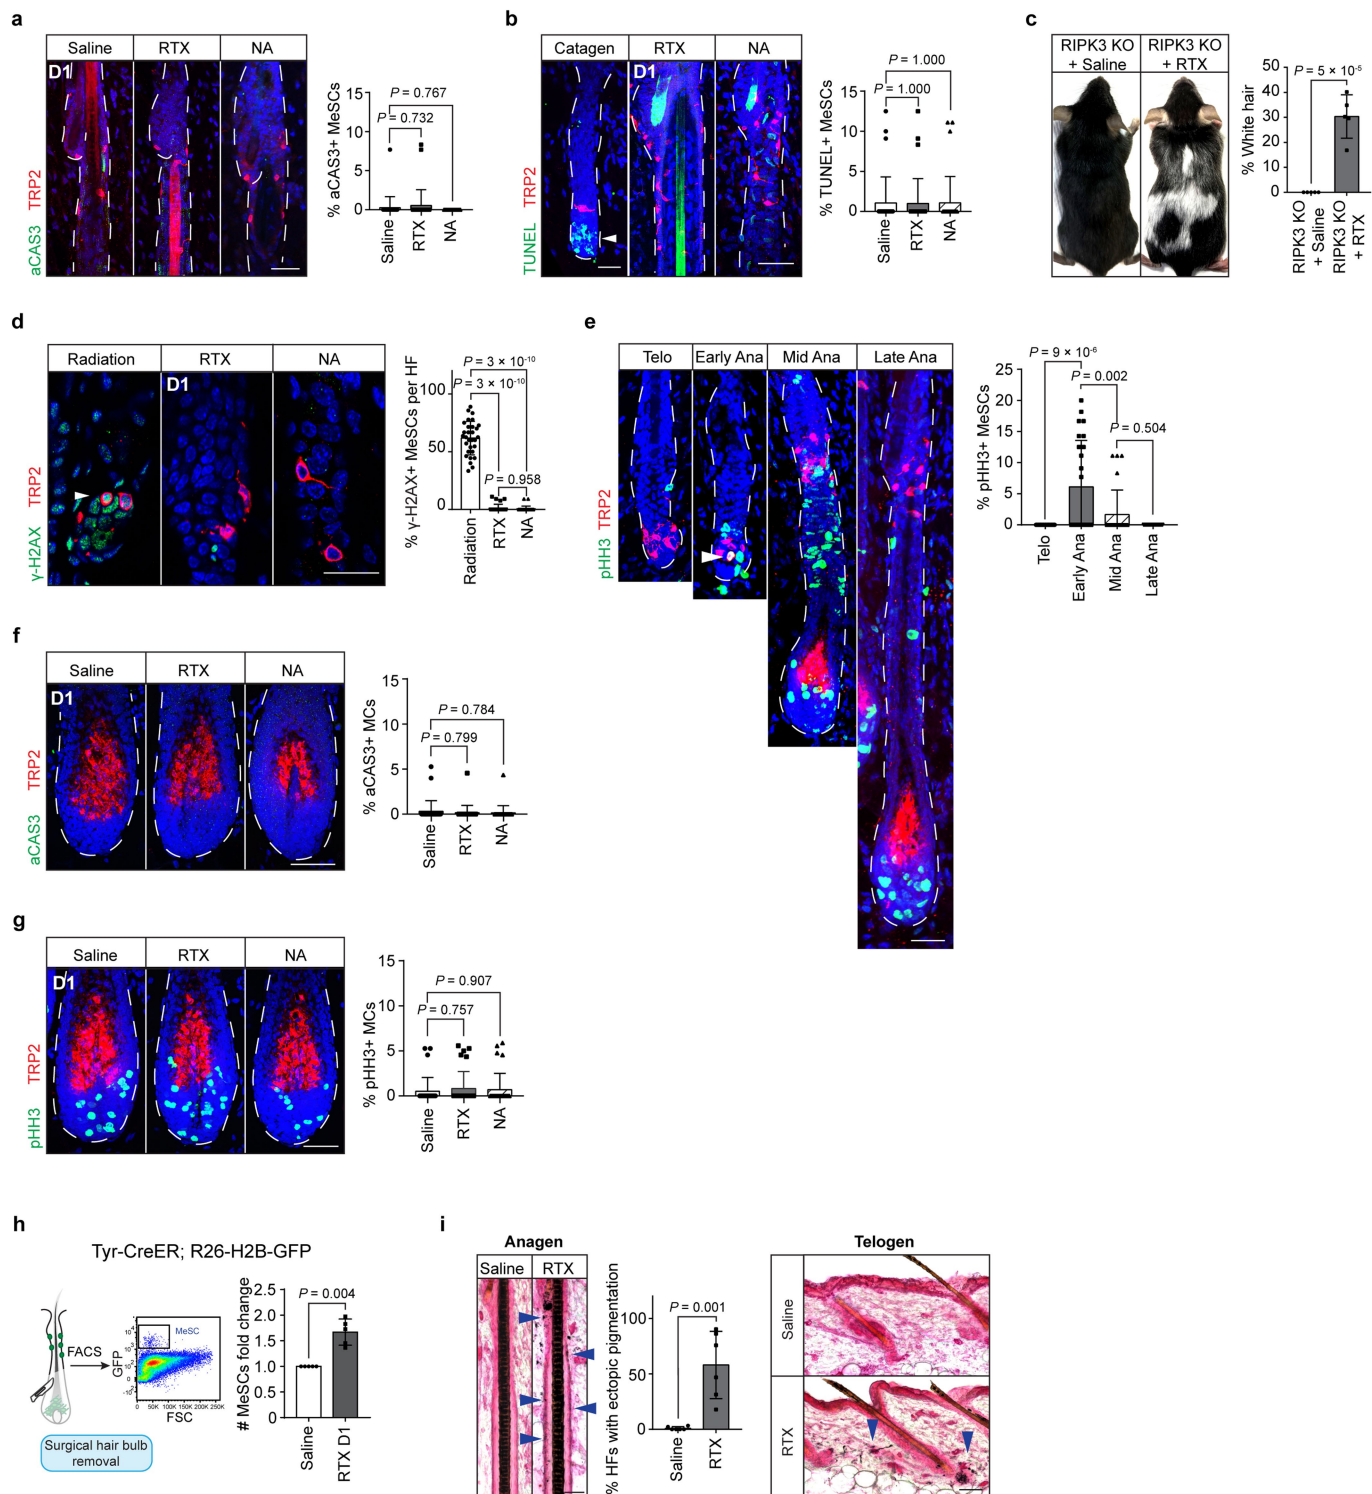 a
Saline RTX NA
D1
aCAS3 TRP2
% aCAS3+ MeSCs
15
10
5
0
P = 0.767
P = 0.732
Saline
RTX
NA
b
Catagen RTX NA
D1
TUNEL TRP2
% TUNEL+ MeSCs
15
10
5
0
P = 1.000
P = 1.000
Saline
RTX
NA
c
RIPK3 KO + Saline
RIPK3 KO + RTX
% White hair
50
40
30
20
10
0
P = 5 × 10-5
RIPK3 KO + Saline
RIPK3 KO + RTX
d
Radiation RTX NA
D1
γ-H2AX TRP2
% γ-H2AX+ MeSCs per HF
100
50
0
P = 3 × 10-10
P = 3 × 10-10
P = 0.958
Radiation
RTX
NA
e
Telo Early Ana Mid Ana Late Ana
pHH3 TRP2
% pHH3+ MeSCs
25
20
15
10
5
0
P = 9 × 10-6
P = 0.002
P = 0.504
Telo
Early Ana
Mid Ana
Late Ana
f
Saline RTX NA
D1
aCAS3 TRP2
% aCAS3+ MCs
15
10
5
0
P = 0.784
P = 0.799
Saline
RTX
NA
g
Saline RTX NA
D1
pHH3 TRP2
% pHH3+ MCs
15
10
5
0
P = 0.907
P = 0.757
Saline
RTX
NA
h
Tyr-CreER; R26-H2B-GFP
FACS
Surgical hair bulb
removal
GFP
MeSC
0 50K 100K 150K 200K 250K
FSC
# MeSCs fold change
2.5
2.0
1.5
1.0
0.5
0
P = 0.004
Saline
RTX D1
i
Anagen
Saline RTX
% HFs with ectopic pigmentation
100
50
0
P = 0.001
Saline
RTX
Telogen
Saline
RTX